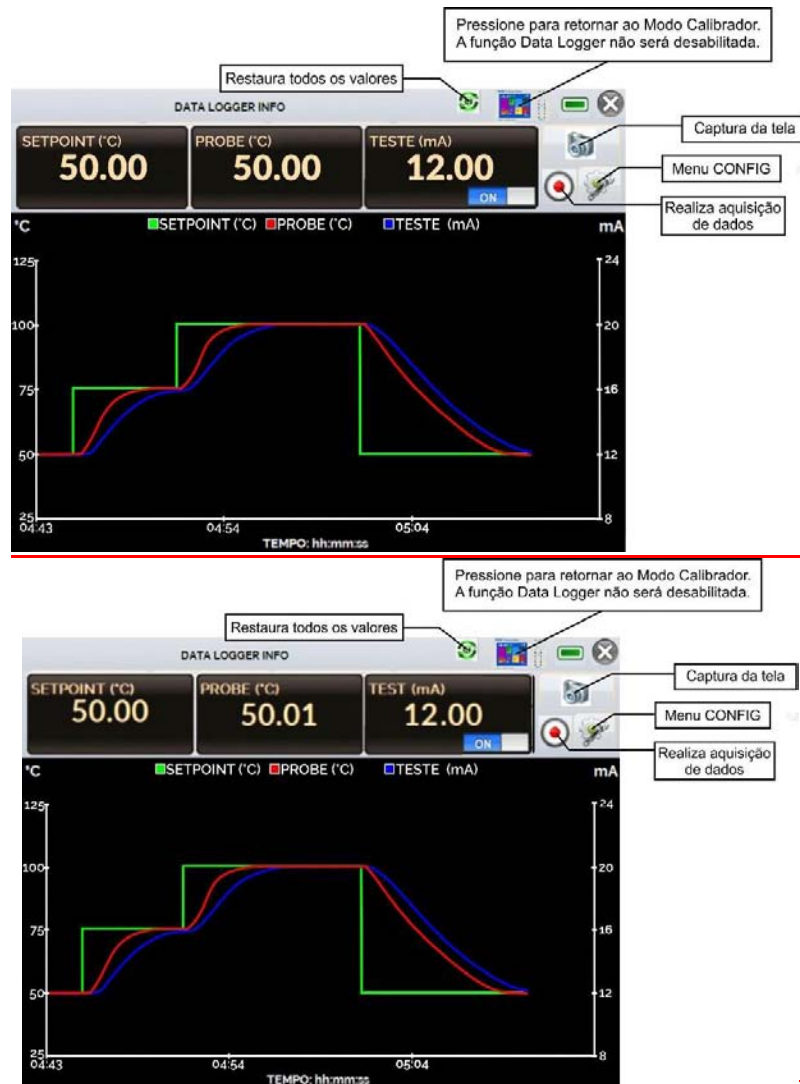 Pressione para retornar ao Modo Calibrador.
A função Data Logger não será desabilitada.
Restaura todos os valores
DATA LOGGER INFO
Captura da tela
SETPOINT (°C)
50.00
PROBE (°C)
50.00
TESTE (mA)
12.00
ON
Menu CONFIG
Realiza aquisição
de dados
°C
SETPOINT (°C) PROBE (°C) TESTE (mA)
mA
125
24
100
20
75
16
50
12
25
8
04:43
04:54
05:04
TEMPO: hh:mm:ss
Pressione para retornar ao Modo Calibrador.
A função Data Logger não será desabilitada.
Restaura todos os valores
DATA LOGGER INFO
Captura da tela
SETPOINT (°C)
50.00
PROBE (°C)
50.01
TEST (mA)
12.00
ON
Menu CONFIG
Realiza aquisição
de dados
°C
SETPOINT (°C) PROBE (°C) TESTE (mA)
mA
125
24
100
20
75
16
50
12
25
8
04:43
04:54
05:04
TEMPO: hh:mm:ss